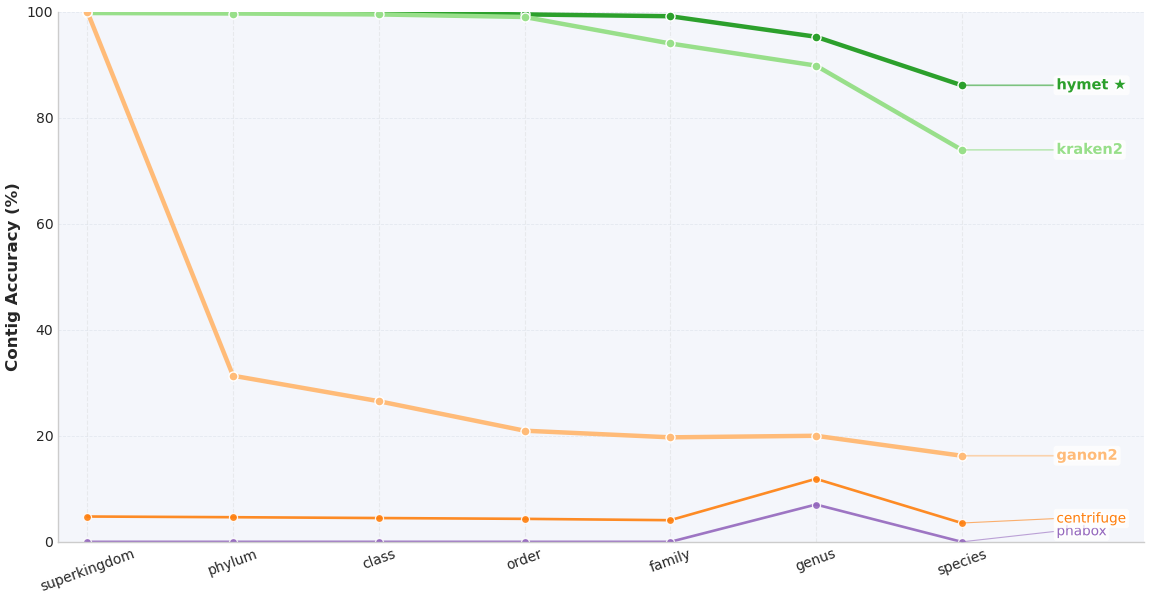 Contig Accuracy (%)
100
80
60
40
20
0
superkingdom
phylum
class
order
family
genus
species
hymet ★
kraken2
ganon2
centrifuge
phabox